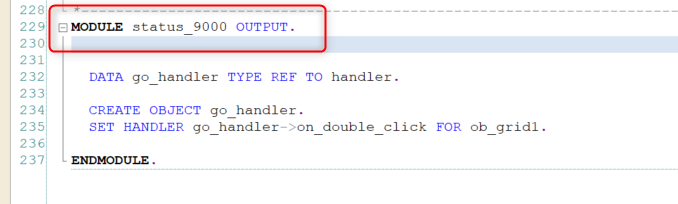 228 *----------------------------------------------------------------------
229 MODULE status_9000 OUTPUT.
230
231
232 DATA go_handler TYPE REF TO handler.
233
234 CREATE OBJECT go_handler.
235 SET HANDLER go_handler->on_double_click FOR ob_grid1.
236
237 ENDMODULE.